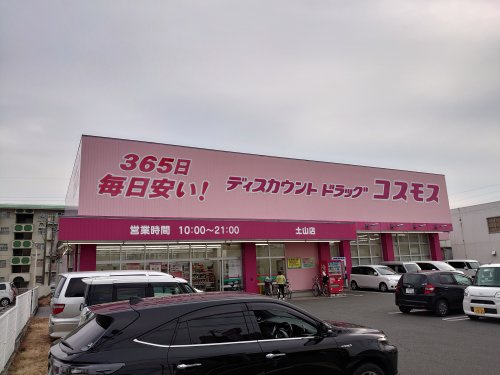 365日
毎日安い!
ディスカウント ドラッグ コスモス
営業時間 10:00〜21:00
土山店